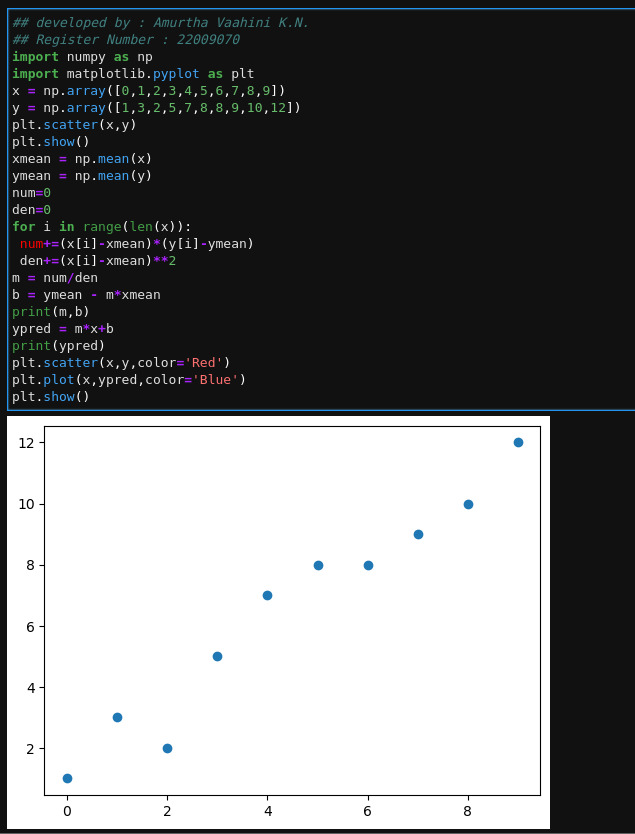 ## developed by : Amurtha Vaahini K.N.
## Register Number : 22009070
import numpy as np
import matplotlib.pyplot as plt
x = np.array([0,1,2,3,4,5,6,7,8,9])
y = np.array([1,3,2,5,7,8,8,9,10,12])
plt.scatter(x,y)
plt.show()
xmean = np.mean(x)
ymean = np.mean(y)
num=0
den=0
for i in range(len(x)):
 num+=(x[i]-xmean)*(y[i]-ymean)
 den+=(x[i]-xmean)**2
m = num/den
b = ymean - m*xmean
print(m,b)
ypred = m*x+b
print(ypred)
plt.scatter(x,y,color='Red')
plt.plot(x,ypred,color='Blue')
plt.show()
12
10
8
6
4
2
0 2 4 6 8